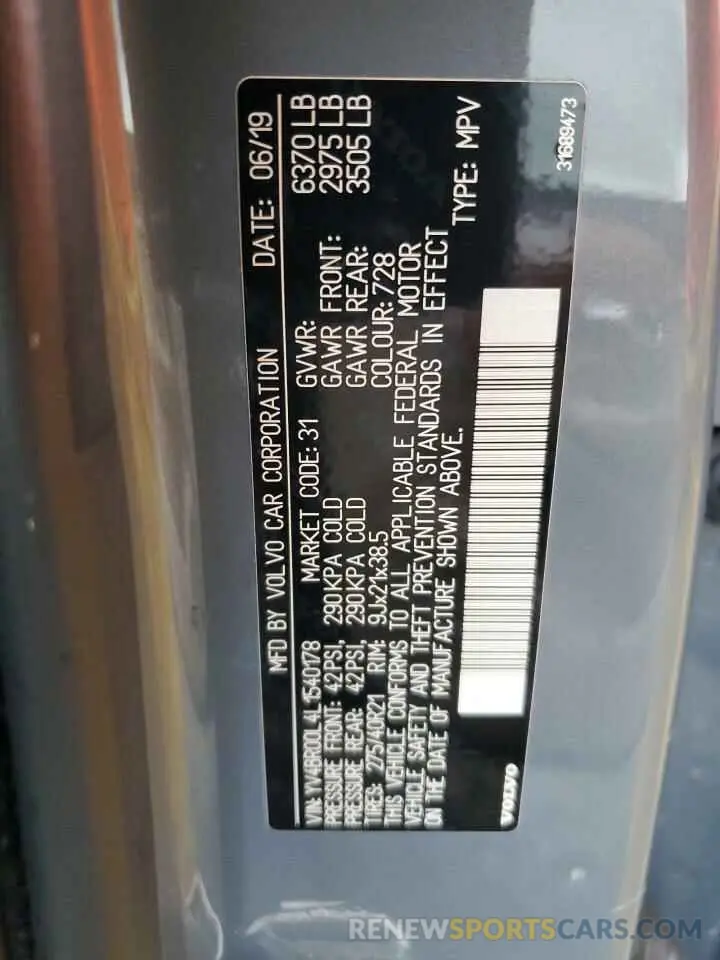 MFD BY VOLVO CAR CORPORATION DATE: 06/19
VIN: YV4BR00L4L1540178 MARKET CODE: 31 GVWR: 6370 LB
PRESSURE FRONT: 42PSI, 290KPA COLD GAWR FRONT: 2975 LB
PRESSURE REAR: 42PSI, 290KPA COLD GAWR REAR: 3505 LB
TIRES: 275/40R21 RIM: 9Jx21x38.5 COLOUR: 728
THIS VEHICLE CONFORMS TO ALL APPLICABLE FEDERAL MOTOR
VEHICLE SAFETY AND THEFT PREVENTION STANDARDS IN EFFECT
ON THE DATE OF MANUFACTURE SHOWN ABOVE. TYPE: MPV
VOLVO 31689473
RENEWSPORTSCARS.COM